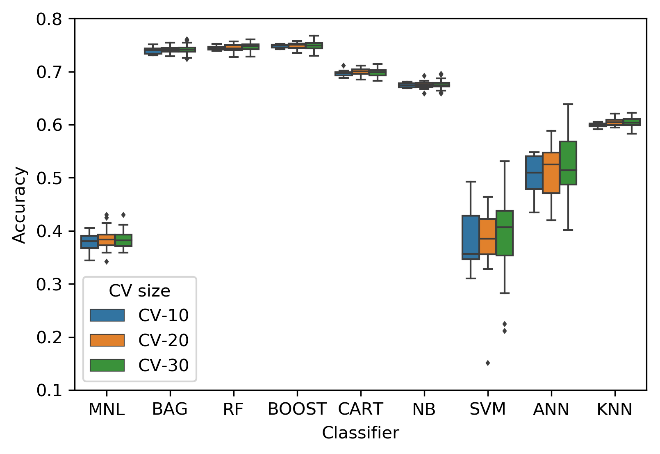 0.8
0.7
0.6
0.5
0.4
0.3
0.2
0.1
Accuracy
CV size
CV-10
CV-20
CV-30
MNL BAG RF BOOST CART NB SVM ANN KNN
Classifier